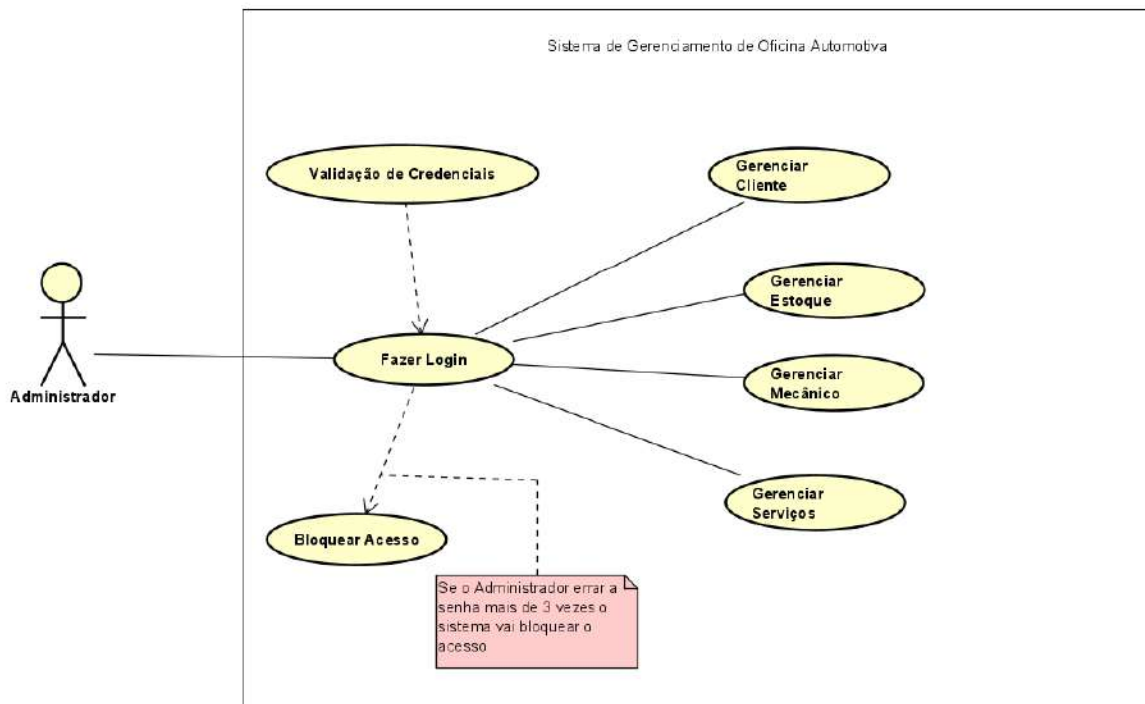 Sistema de Gerenciamento de Oficina Automotiva
Validação de Credenciais
Gerenciar
Cliente
Gerenciar
Estoque
Fazer Login
Gerenciar
Mecânico
Administrador
Gerenciar
Serviços
Bloquear Acesso
Se o Administrador errar a
senha mais de 3 vezes o
sistema vai bloquear o
acesso